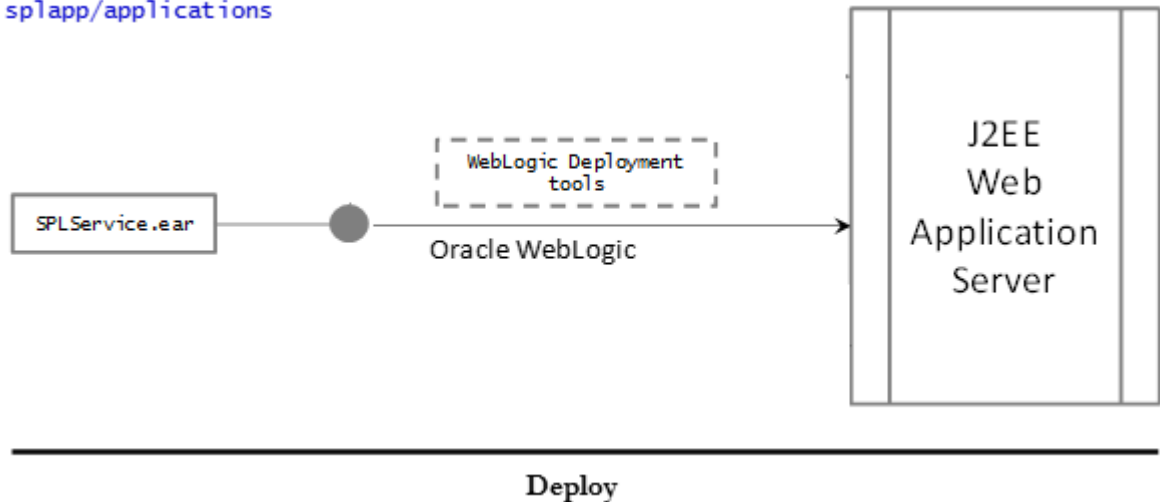 splapp/applications
WebLogic Deployment
tools
SPLService.ear
Oracle WebLogic
J2EE
Web
Application
Server
Deploy